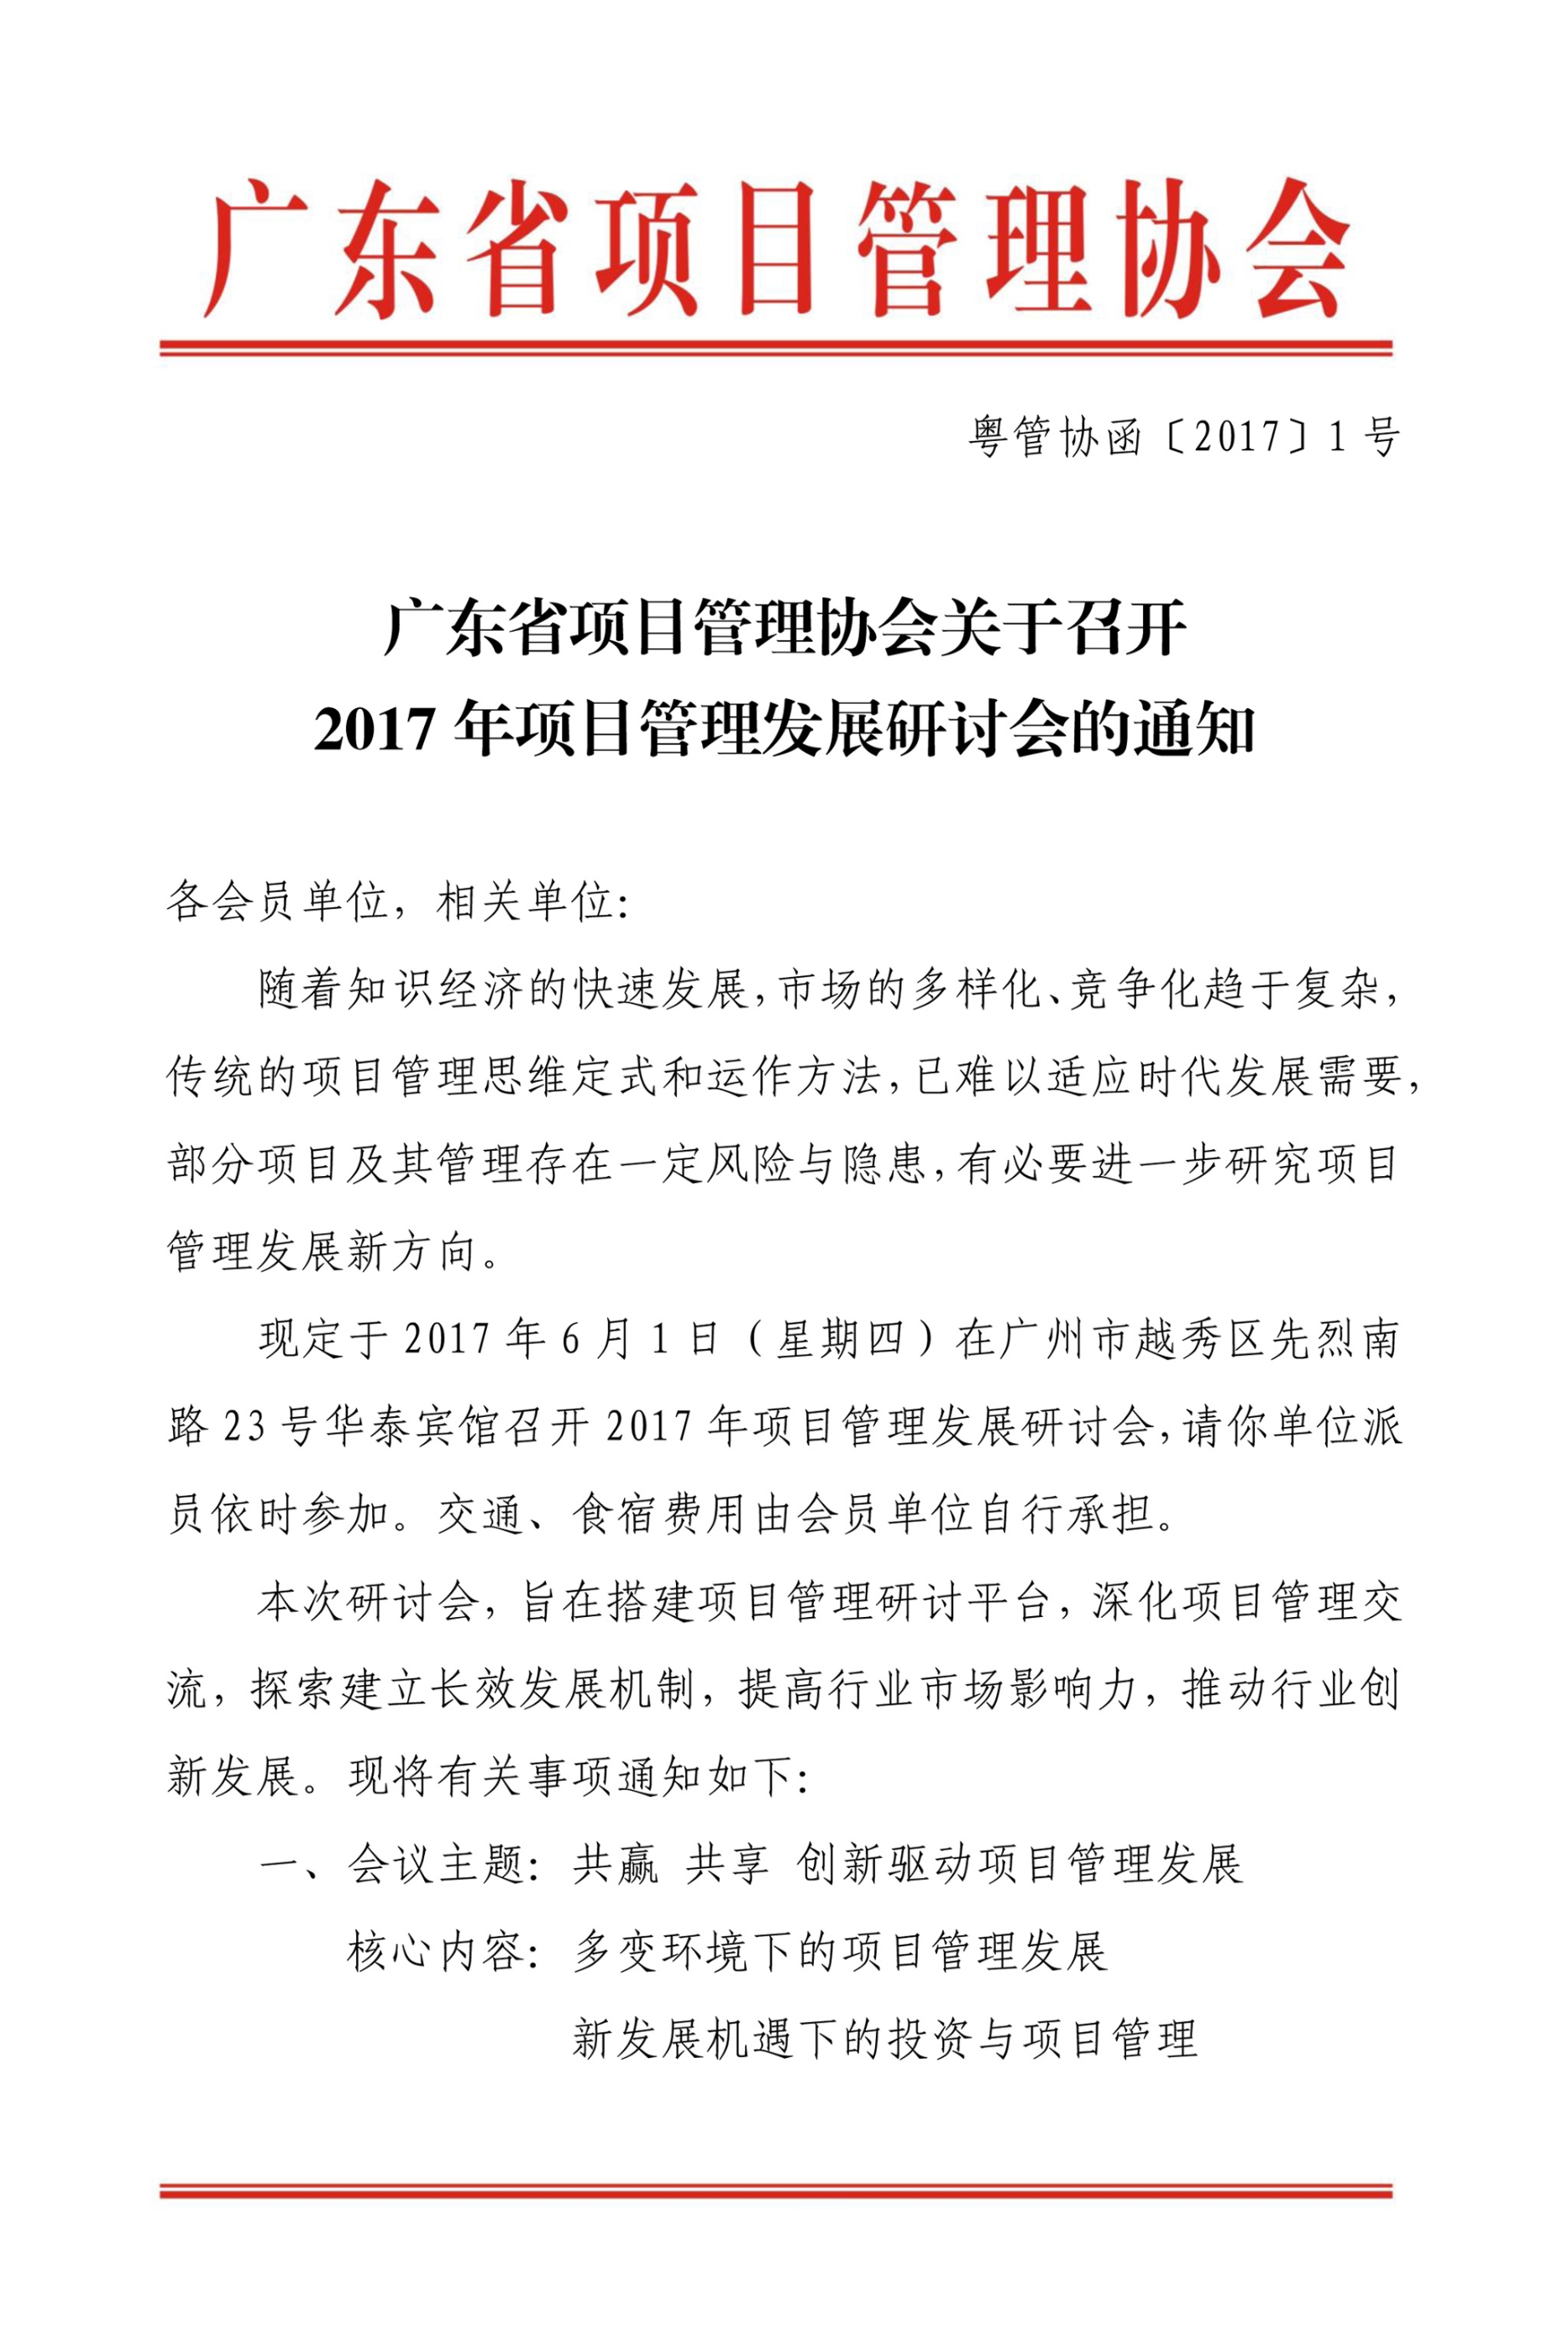 广东省项目管理协会
粤管协函〔2017〕1 号
广东省项目管理协会关于召开
2017 年项目管理发展研讨会的通知
各会员单位，相关单位：
随着知识经济的快速发展，市场的多样化、竞争化趋于复杂，
传统的项目管理思维定式和运作方法，已难以适应时代发展需要，
部分项目及其管理存在一定风险与隐患，有必要进一步研究项目
管理发展新方向。
现定于 2017 年 6 月 1 日（星期四）在广州市越秀区先烈南
路 23 号华泰宾馆召开 2017 年项目管理发展研讨会，请你单位派
员依时参加。交通、食宿费用由会员单位自行承担。
本次研讨会，旨在搭建项目管理研讨平台，深化项目管理交
流，探索建立长效发展机制，提高行业市场影响力，推动行业创
新发展。现将有关事项通知如下：
一、会议主题：共赢 共享 创新驱动项目管理发展
核心内容：多变环境下的项目管理发展
新发展机遇下的投资与项目管理